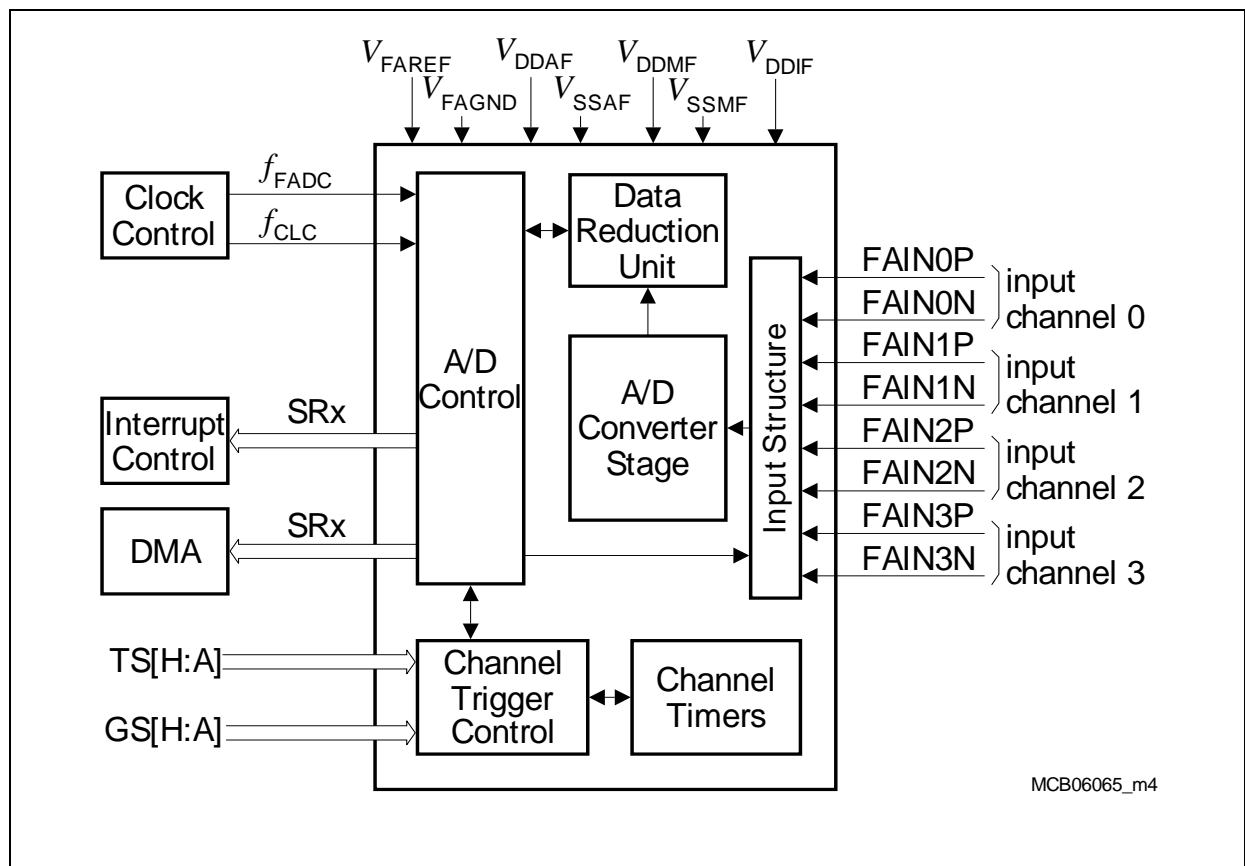 VFAREF
VDDAF
VDDMF
VDDIF
VFAGND
VSSAF
VSSMF
Clock
Control
fFADC
fCLC
A/D
Control
Data
Reduction
Unit
A/D
Converter
Stage
Input Structure
FAIN0P
FAIN0N
input
channel 0
FAIN1P
FAIN1N
input
channel 1
FAIN2P
FAIN2N
input
channel 2
FAIN3P
FAIN3N
input
channel 3
Interrupt
Control
SRx
DMA
SRx
TS[H:A]
GS[H:A]
Channel
Trigger
Control
Channel
Timers
MCB06065_m4